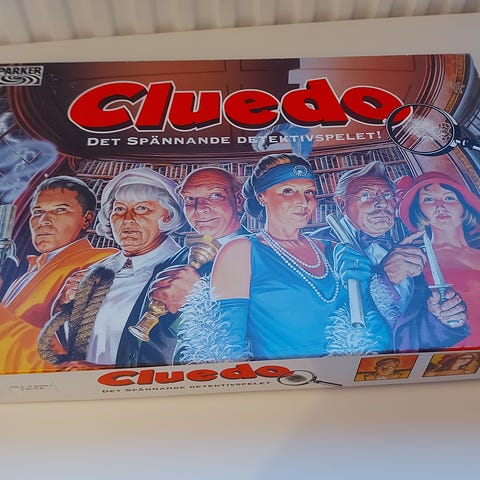 PARKER
Cluedo
DET SPÄNNANDE DETEKTIVSPELET!
Cluedo
DET SPÄNNANDE DETEKTIVSPELET